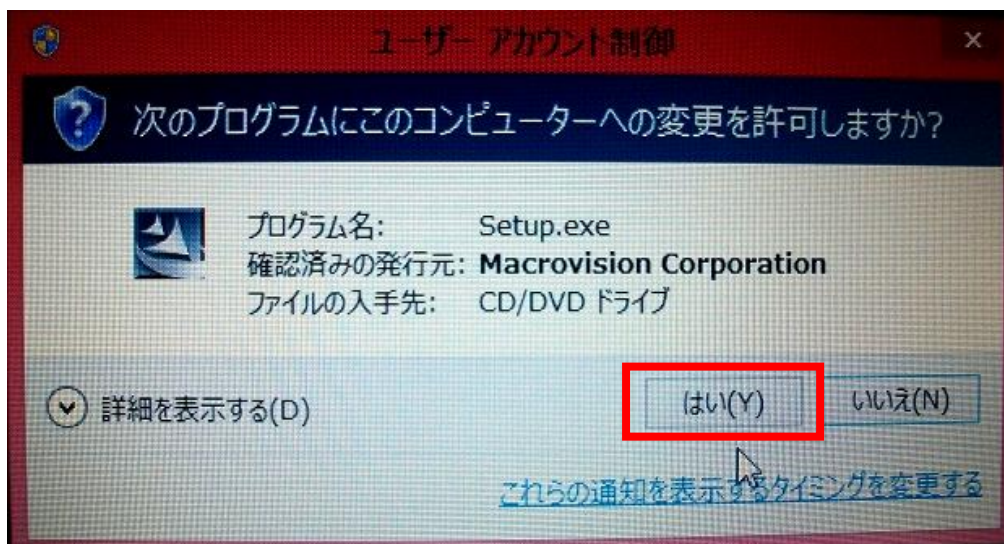 ユーザー アカウント制御
次のプログラムにこのコンピューターへの変更を許可しますか?
プログラム名: Setup.exe
確認済みの発行元: Macrovision Corporation
ファイルの入手先: CD/DVD ドライブ
詳細を表示する(D)
はい(Y)
いいえ(N)
これらの通知を表示するタイミングを変更する